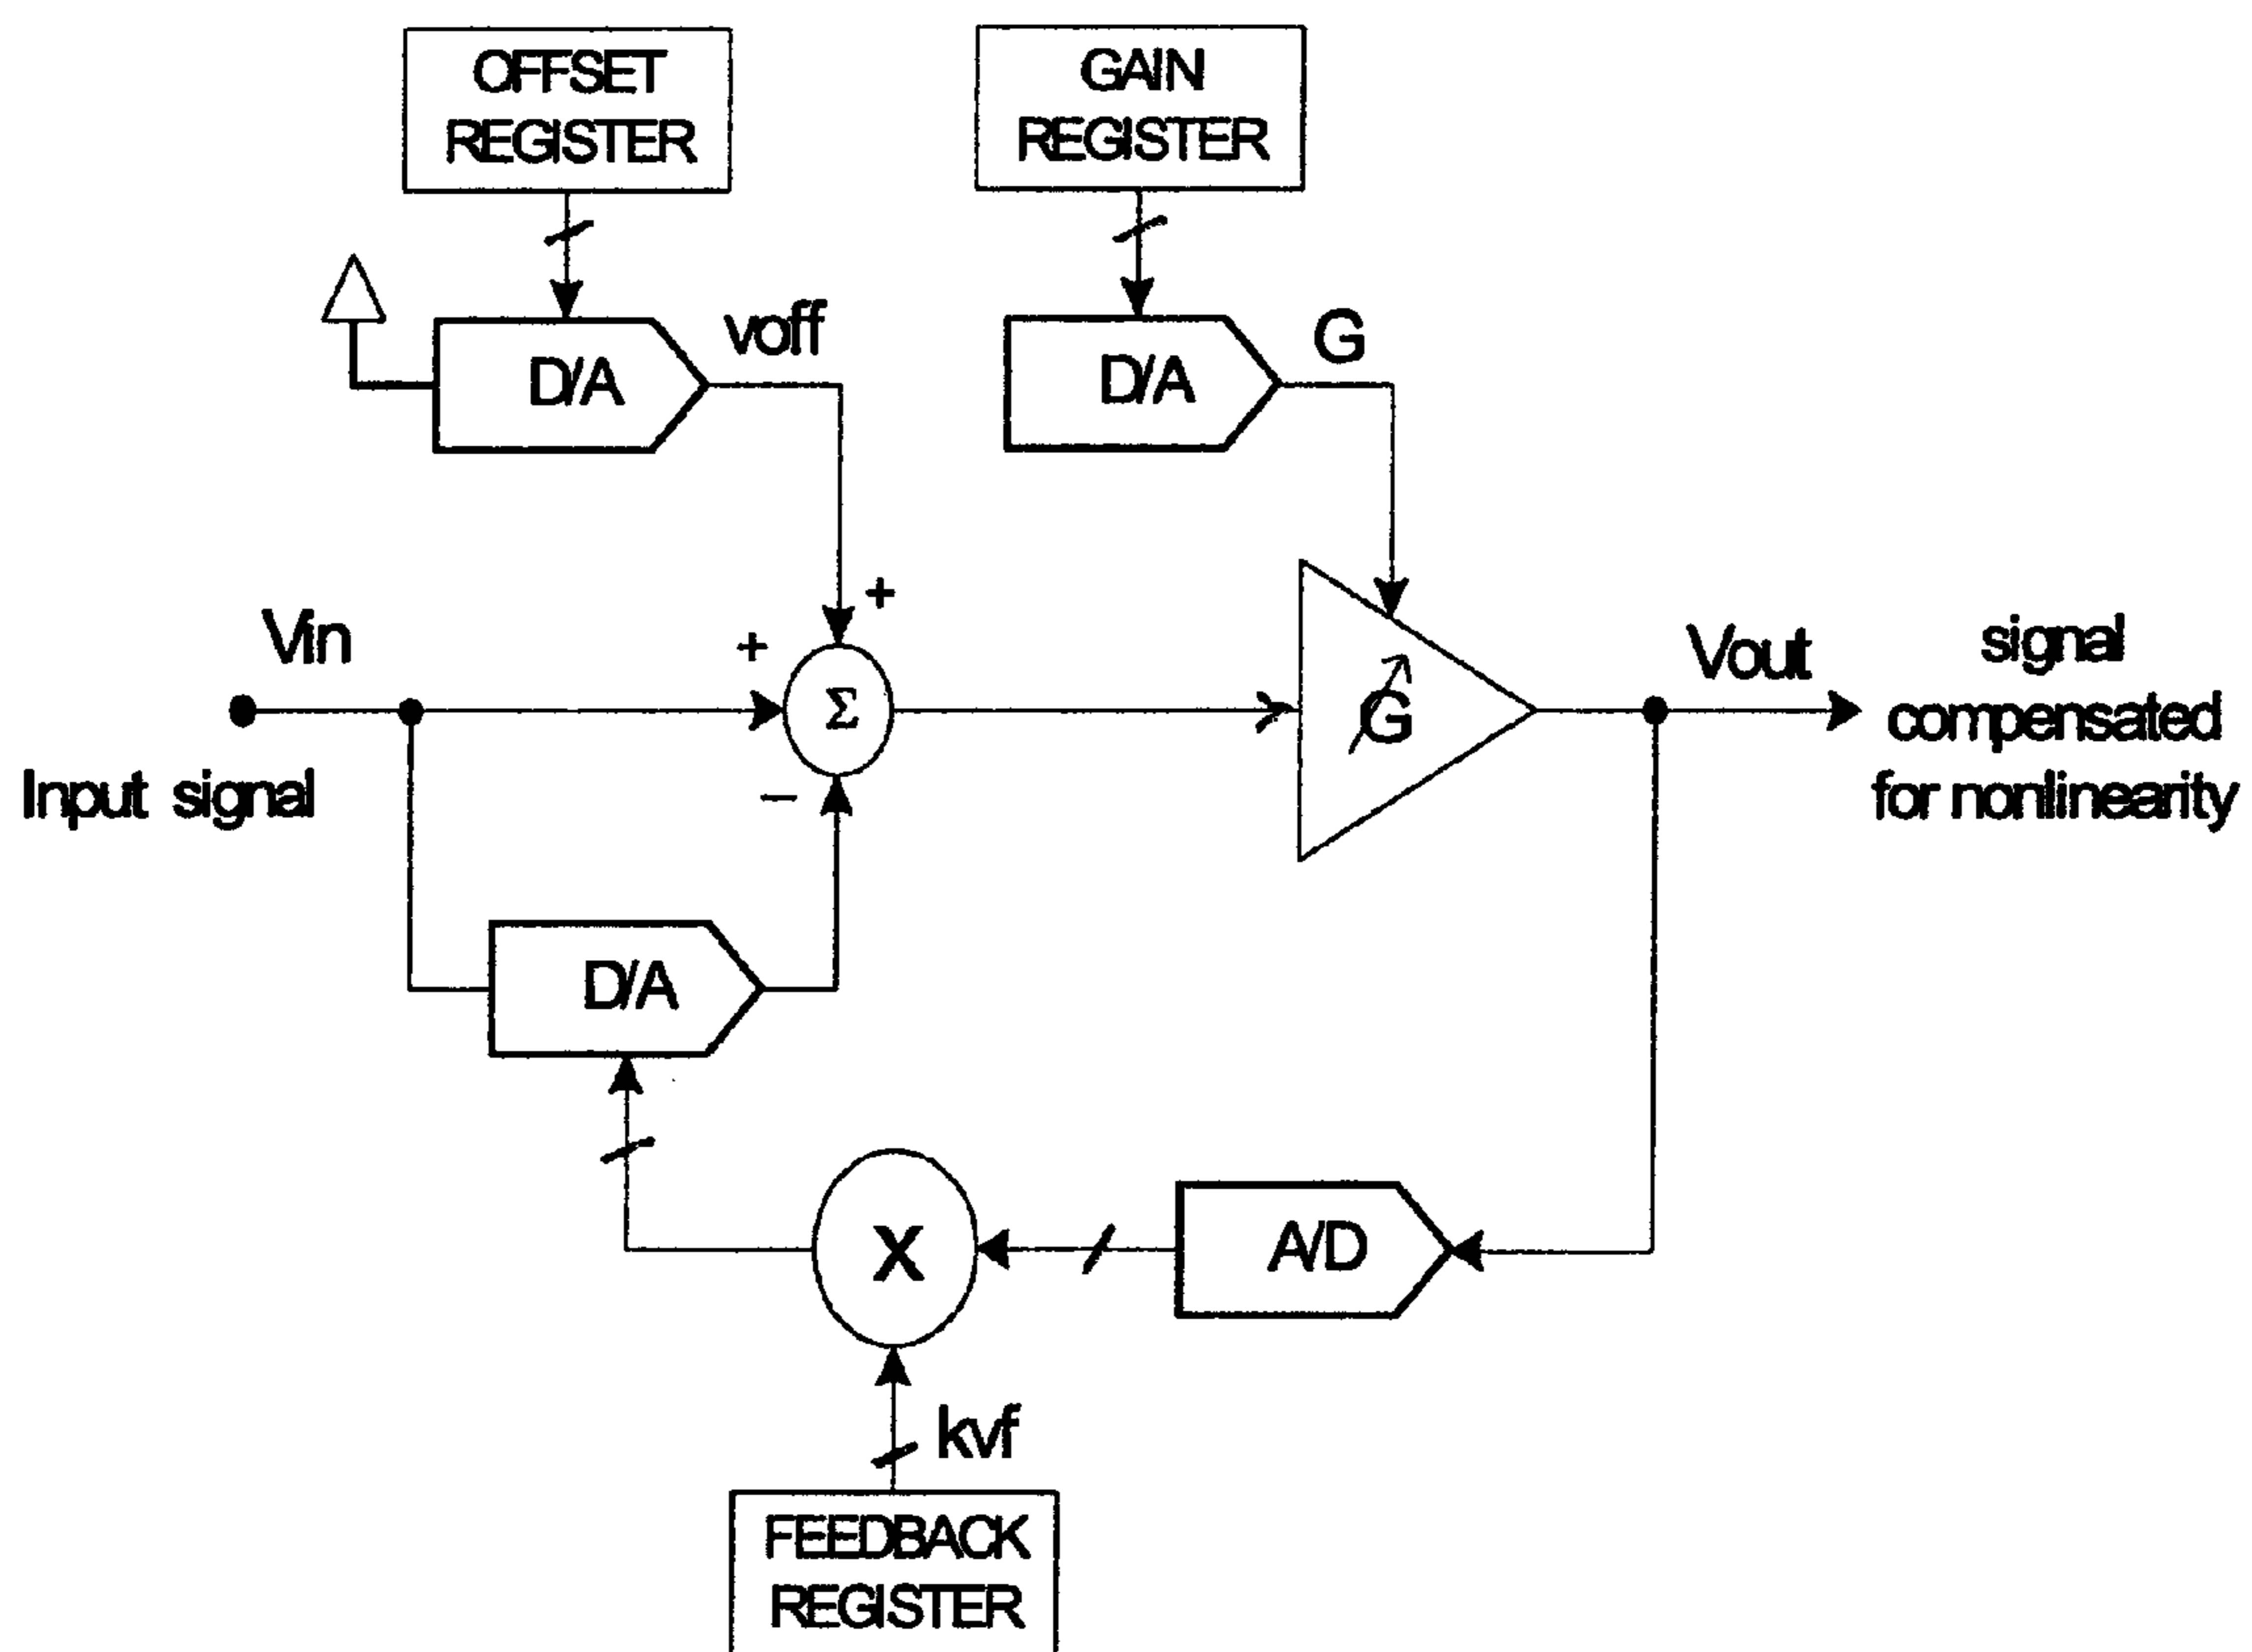 OFFSET
REGISTER
GAIN
REGISTER
D/A
voff
D/A
G
+
+
Vin
Σ
G
Vout
signal
compensated
for nonlinearity
Input signal
−
D/A
X
A/D
kvf
FEEDBACK
REGISTER